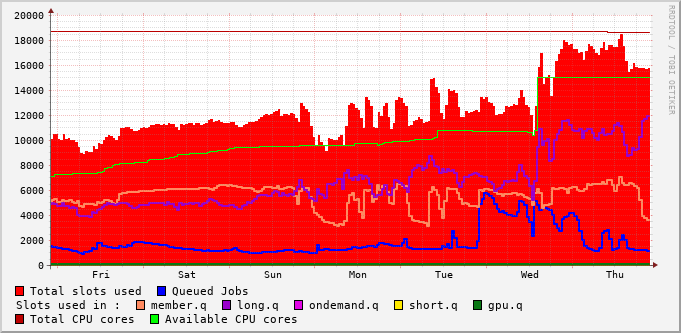 20000
18000
16000
14000
12000
10000
8000
6000
4000
2000
0
Fri Sat Sun Mon Tue Wed Thu
Total slots used Queued Jobs
Slots used in : member.q long.q ondemand.q short.q gpu.q
Total CPU cores Available CPU cores
RRDTOOL / TOBI OETIKER